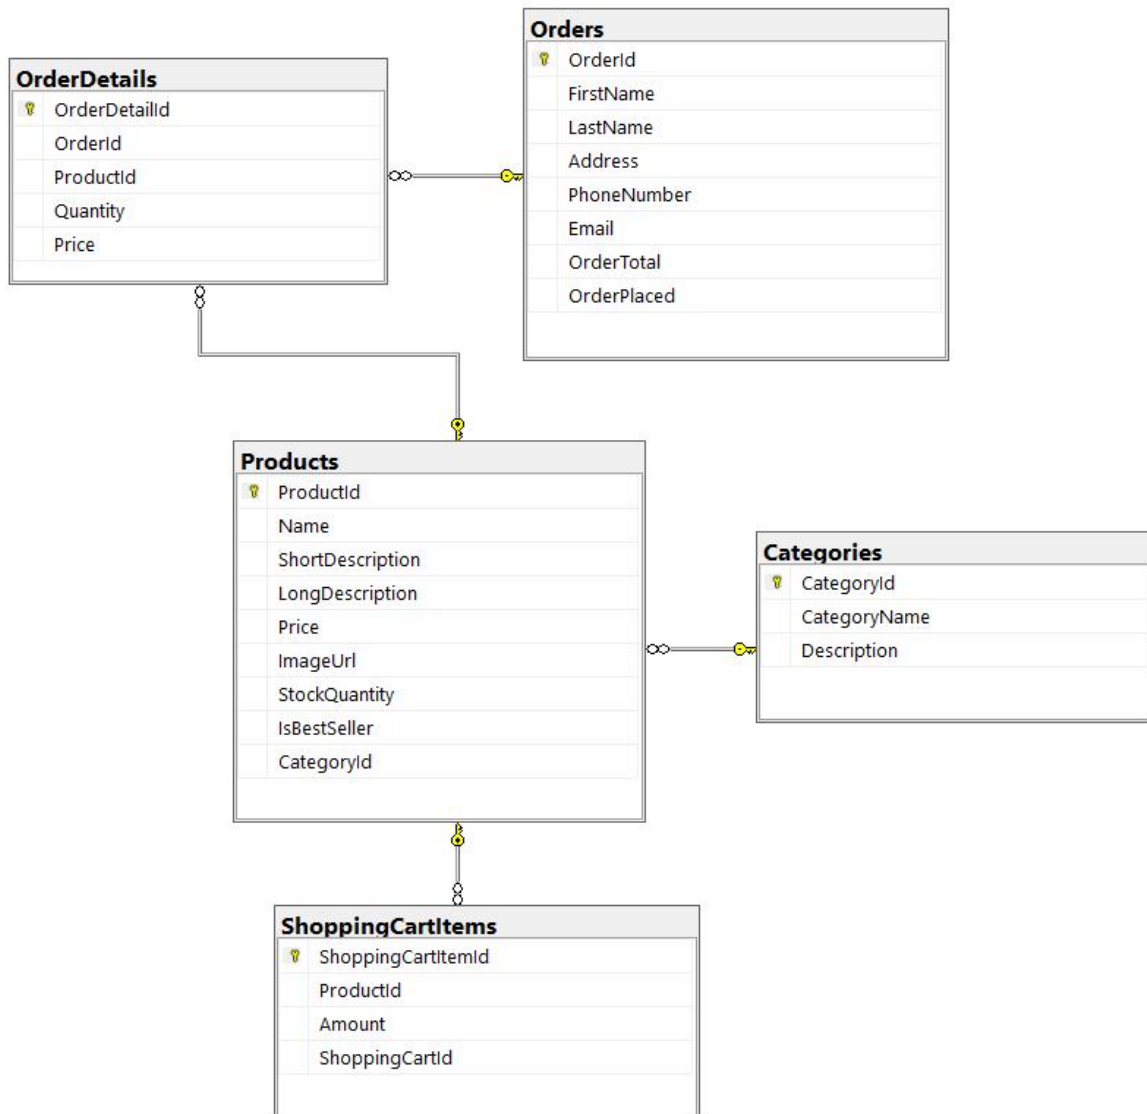 Orders
OrderId
FirstName
LastName
Address
PhoneNumber
Email
OrderTotal
OrderPlaced
OrderDetails
OrderDetailId
OrderId
ProductId
Quantity
Price
Products
ProductId
Name
ShortDescription
LongDescription
Price
ImageUrl
StockQuantity
IsBestSeller
CategoryId
Categories
CategoryId
CategoryName
Description
ShoppingCartItems
ShoppingCartItemId
ProductId
Amount
ShoppingCartId